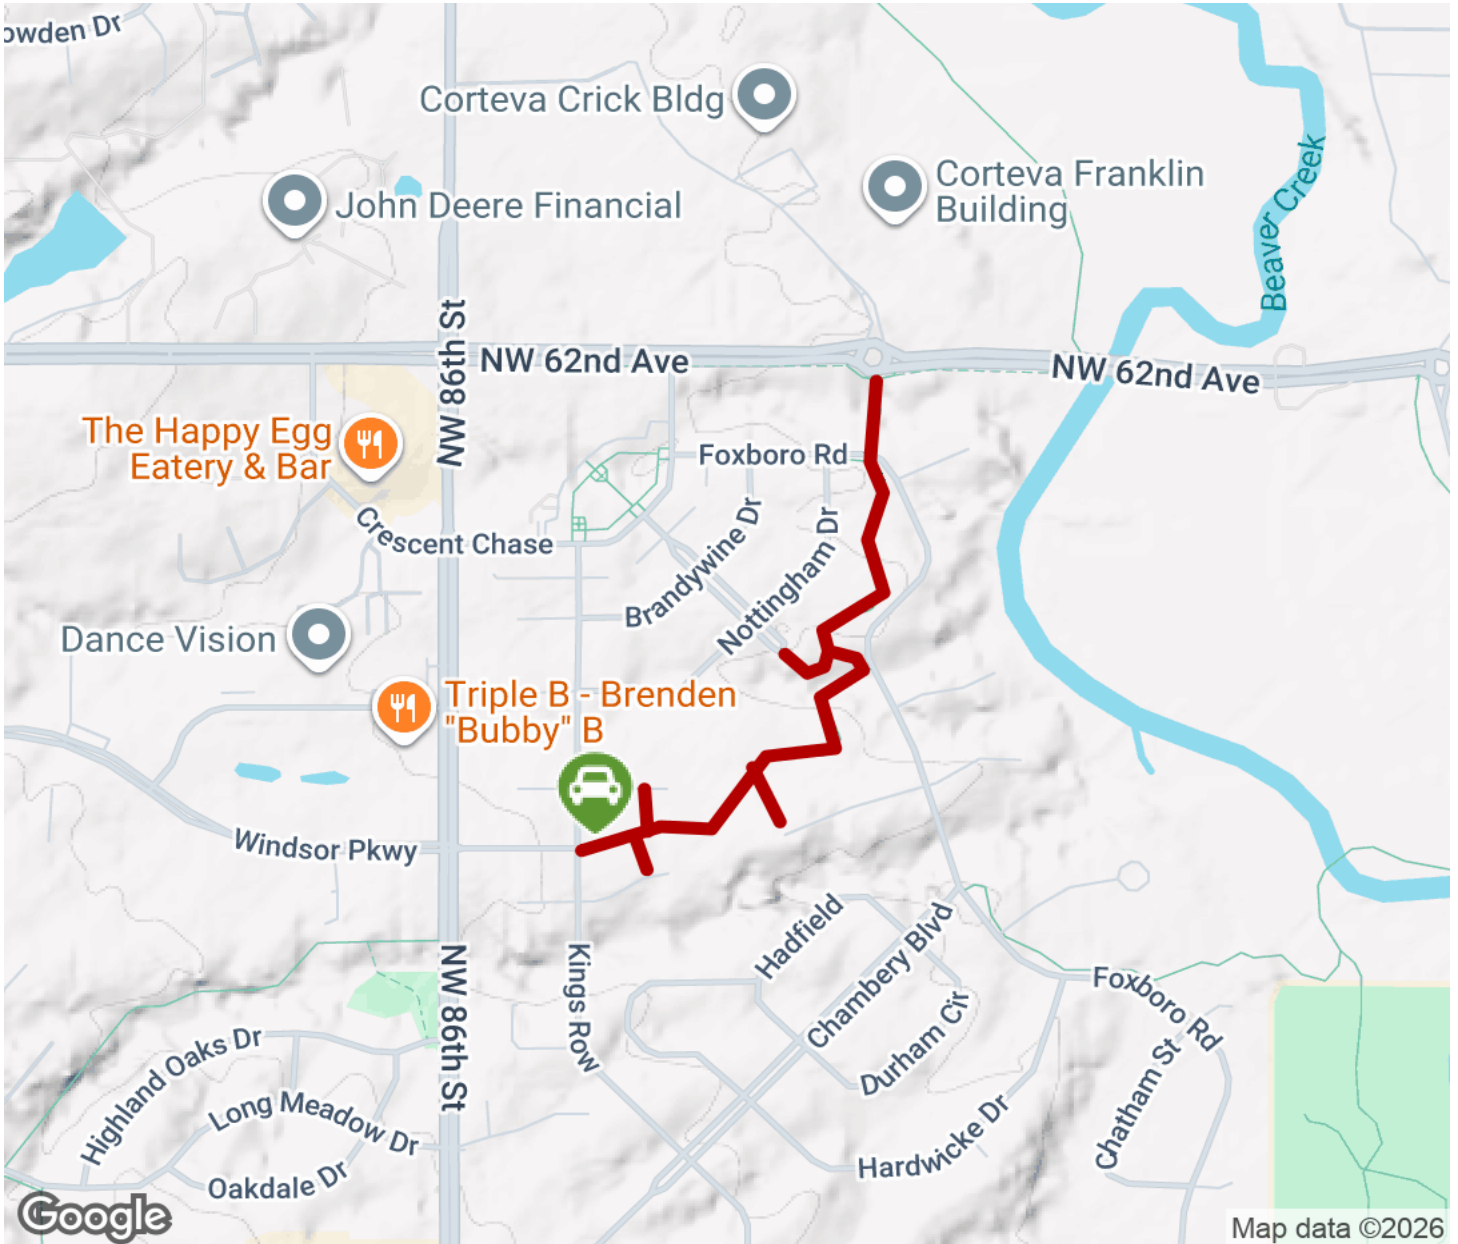 owden Dr
Corteva Crick Bldg
Corteva Franklin
Building
Beaver Creek
John Deere Financial
NW 86th St
NW 62nd Ave
NW 62nd Ave
The Happy Egg
Eatery & Bar
Foxboro Rd
Crescent Chase
Brandywine Dr
Nottingham Dr
Dance Vision
Triple B - Brenden
"Bubby" B
Windsor Pkwy
Hadfield
Chambery Blvd
NW 86th St
Kings Row
Foxboro Rd
Durham Cir
Highland Oaks Dr
Long Meadow Dr
Chatham St
Hardwicke Dr
Oakdale Dr
Google
Map data ©2026